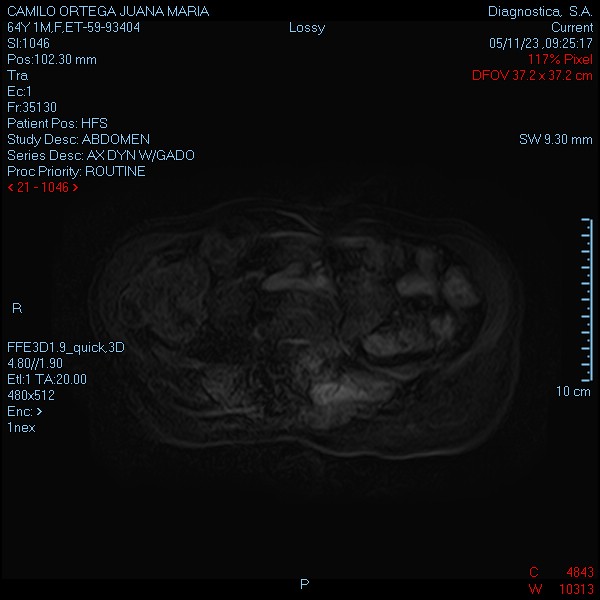 CAMILO ORTEGA JUANA MARIA
64Y 1M,F,ET-59-93404
SI:1046
Pos:102.30 mm
Tra
Ec:1
Fr:35130
Patient Pos: HFS
Study Desc: ABDOMEN
Series Desc: AX DYN W/GADO
Proc Priority: ROUTINE
< 21 - 1046 >
Lossy
Diagnostica, S.A.
Current
05/11/23 ,09:25:17
117% Pixel
DFOV 37.2 x 37.2 cm
SW 9.30 mm
R
FFE3D1.9_quick,3D
4.80//1.90
Etl:1 TA:20.00
480x512
Enc: >
1nex
10 cm
P
C 4843
W 10313